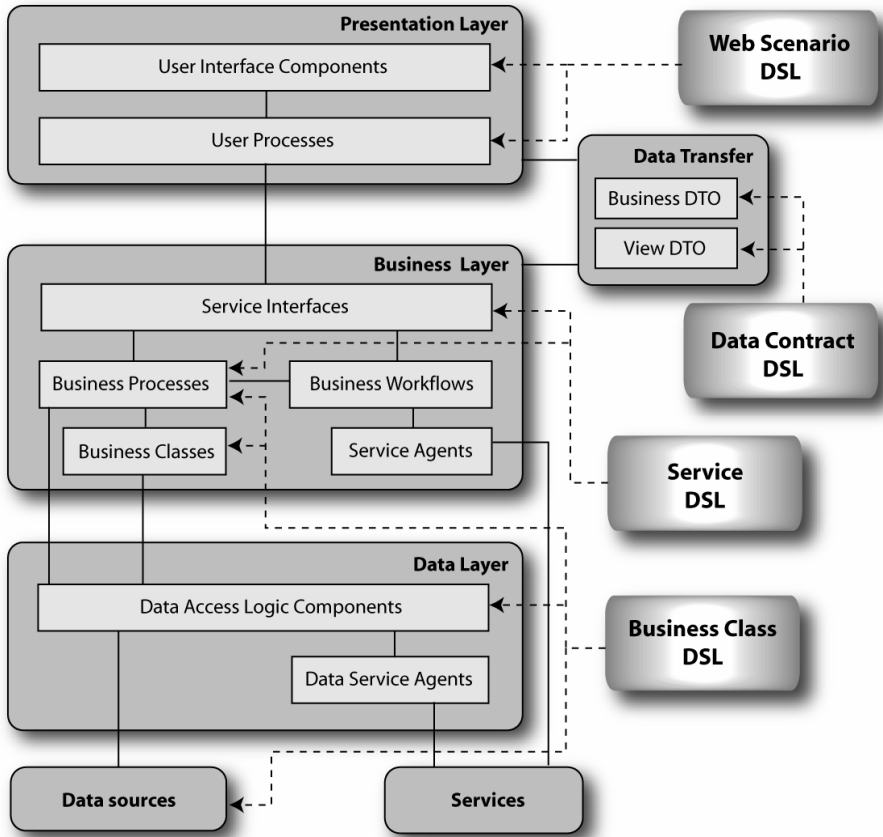 Presentation Layer
User Interface Components
User Processes
Web Scenario
DSL
Data Transfer
Business DTO
View DTO
Business Layer
Service Interfaces
Business Processes
Business Workflows
Business Classes
Service Agents
Data Contract
DSL
Service
DSL
Data Layer
Data Access Logic Components
Data Service Agents
Business Class
DSL
Data sources
Services